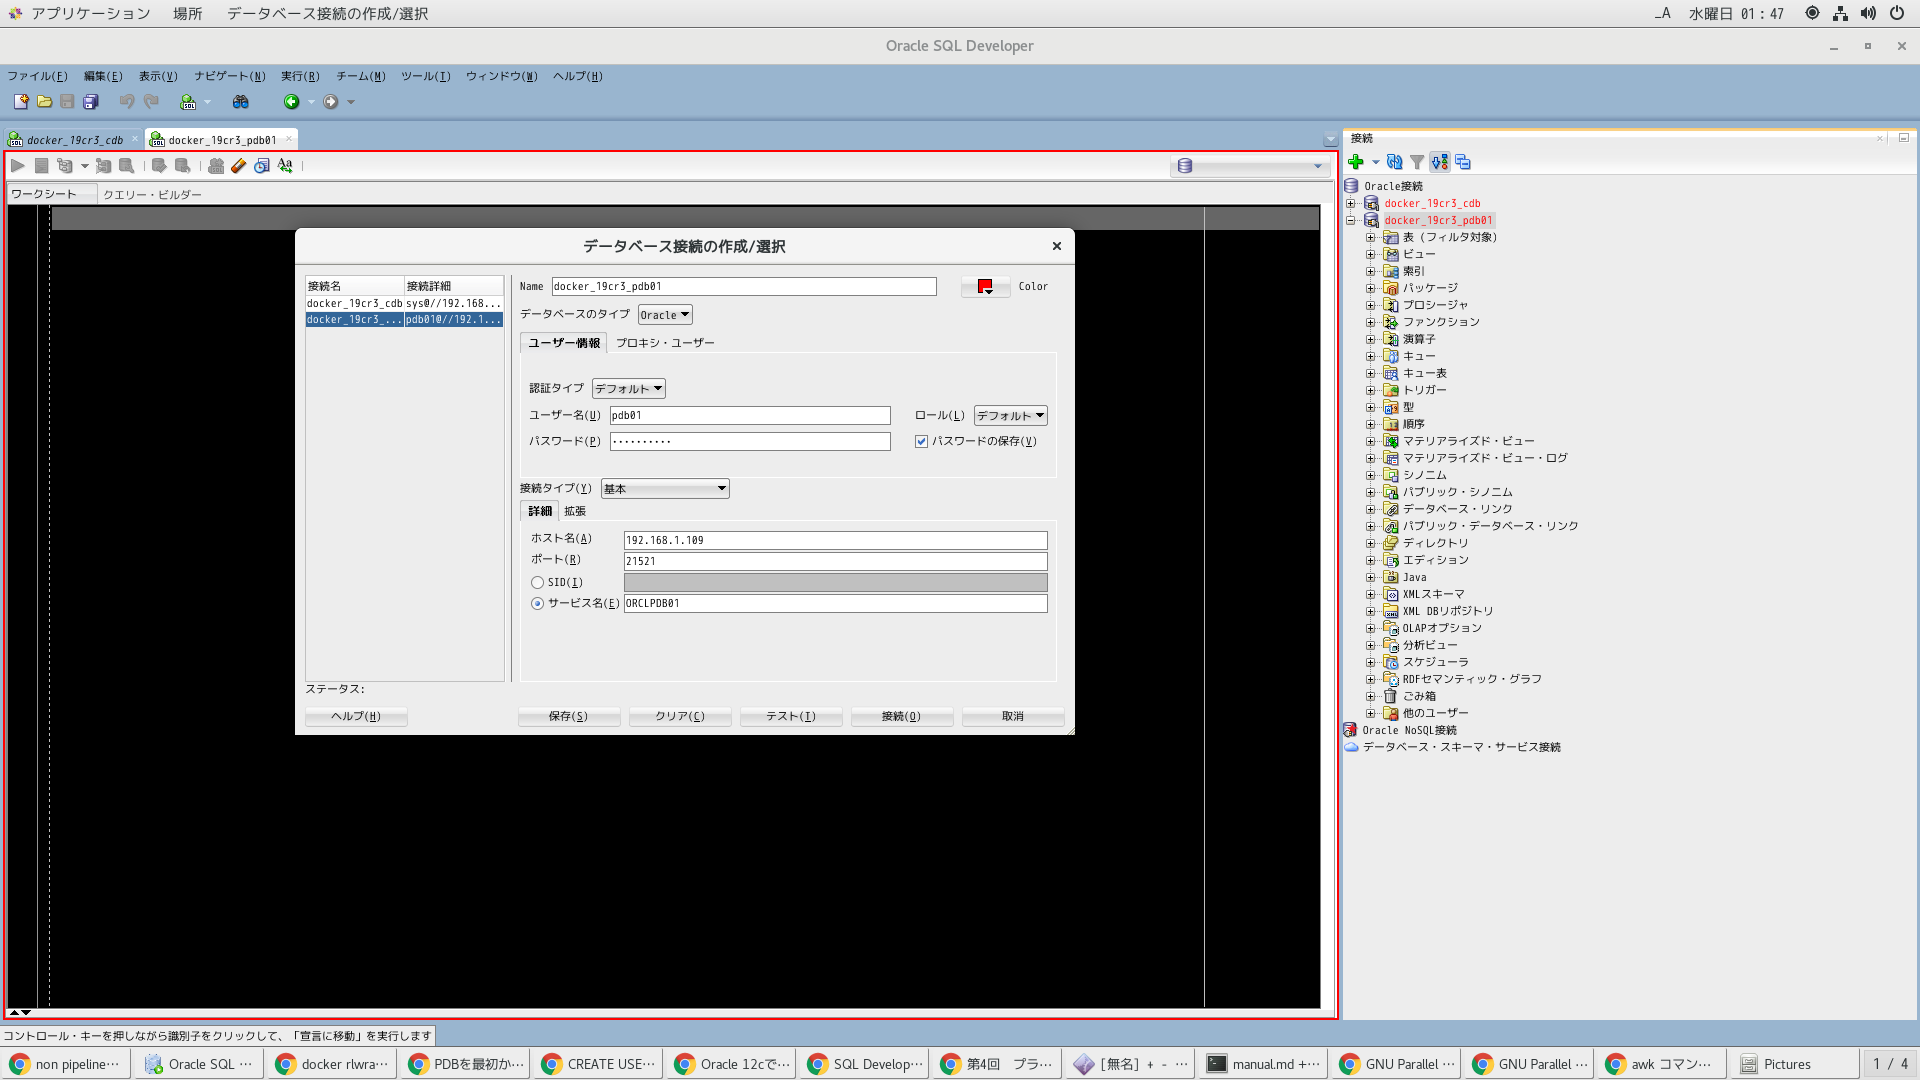 アプリケーション 場所 データベース接続の作成/選択 _A 水曜日 01：47
Oracle SQL Developer
ファイル(F) 編集(E) 表示(V) ナビゲート(N) 実行(R) チーム(M) ツール(T) ウィンドウ(W) ヘルプ(H)
docker_19cr3_cdb docker_19cr3_pdb01
ワークシート クエリー・ビルダー
データベース接続の作成/選択
接続名 接続詳細
docker_19cr3_cdb sys@//192.168...
docker_19cr3_... pdb01@//192.1...
Name docker_19cr3_pdb01 Color
データベースのタイプ Oracle
ユーザー情報 プロキシ・ユーザー
認証タイプ デフォルト
ユーザー名(U) pdb01 ロール(L) デフォルト
パスワード(P) ·········· パスワードの保存(V)
接続タイプ(Y) 基本
詳細 拡張
ホスト名(A) 192.168.1.109
ポート(R) 21521
SID(I)
サービス名(E) ORCLPDB01
ステータス:
ヘルプ(H) 保存(S) クリア(C) テスト(T) 接続(O) 取消
接続
Oracle接続
docker_19cr3_cdb
docker_19cr3_pdb01
表 (フィルタ対象)
ビュー
索引
パッケージ
プロシージャ
ファンクション
演算子
キュー
キュー表
トリガー
型
順序
マテリアライズド・ビュー
マテリアライズド・ビュー・ログ
シノニム
パブリック・シノニム
データベース・リンク
パブリック・データベース・リンク
ディレクトリ
エディション
Java
XMLスキーマ
XML DBリポジトリ
OLAPオプション
分析ビュー
スケジューラ
RDFセマンティック・グラフ
ごみ箱
他のユーザー
Oracle NoSQL接続
データベース・スキーマ・サービス接続
コントロール・キーを押しながら識別子をクリックして、「宣言に移動」を実行します
non pipeline… Oracle SQL … docker rlwra… PDBを最初か… CREATE USE… Oracle 12cで… SQL Develop… 第4回 プラ… [無名] + - … manual.md +… GNU Parallel … GNU Parallel … awk コマン… Pictures 1 / 4